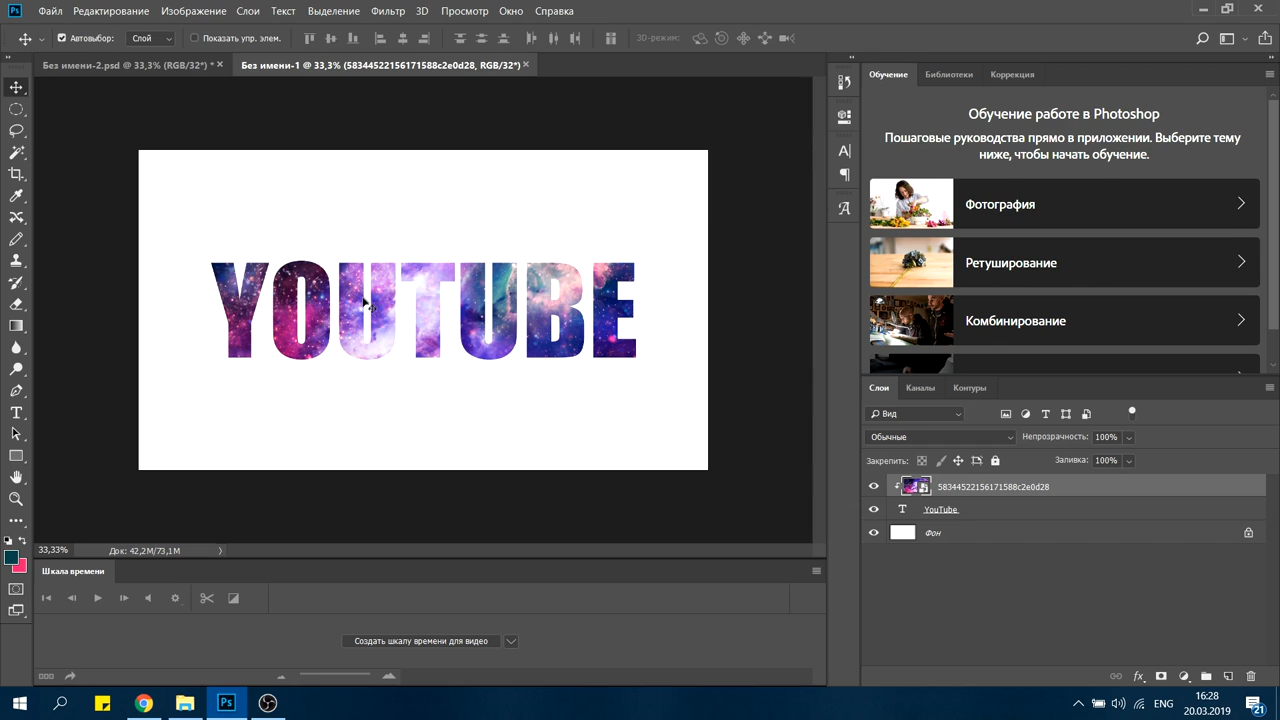 Ps Файл Редактирование Изображение Слои Текст Выделение Фильтр 3D Просмотр Окно Справка
Автовыбор: Слой Показать упр. элем. 3D-режим:
Без имени-2.psd @ 33,3% (RGB/32*) * × Без имени-1 @ 33,3% (58344522156171588c2e0d28, RGB/32*) ×
Обучение Библиотеки Коррекция
Обучение работе в Photoshop
Пошаговые руководства прямо в приложении. Выберите тему
ниже, чтобы начать обучение.
Фотография
Ретуширование
Комбинирование
YOUTUBE
Слои Каналы Контуры
Вид
Обычные Непрозрачность: 100%
Закрепить: Заливка: 100%
58344522156171588c2e0d28
T YouTube
Фон
33,33% Док: 42,2M/73,1M
Шкала времени
Создать шкалу времени для видео
Ps ENG 16:28
20.03.2019 21